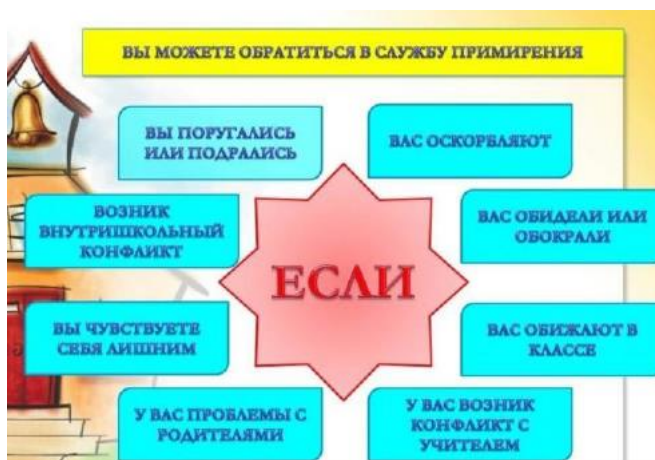 ВЫ МОЖЕТЕ ОБРАТИТЬСЯ В СЛУЖБУ ПРИМИРЕНИЯ
ВЫ ПОРУГАЛИСЬ
ИЛИ ПОДРАЛИСЬ
ВАС ОСКОРБЛЯЮТ
ВОЗНИК
ВНУТРИШКОЛЬНЫЙ
КОНФЛИКТ
ВАС ОБИДЕЛИ ИЛИ
ОБОКРАЛИ
ЕСЛИ
ВЫ ЧУВСТВУЕТЕ
СЕБЯ ЛИШНИМ
ВАС ОБИЖАЮТ В
КЛАССЕ
У ВАС ПРОБЛЕМЫ С
РОДИТЕЛЯМИ
У ВАС ВОЗНИК
КОНФЛИКТ С
УЧИТЕЛЕМ